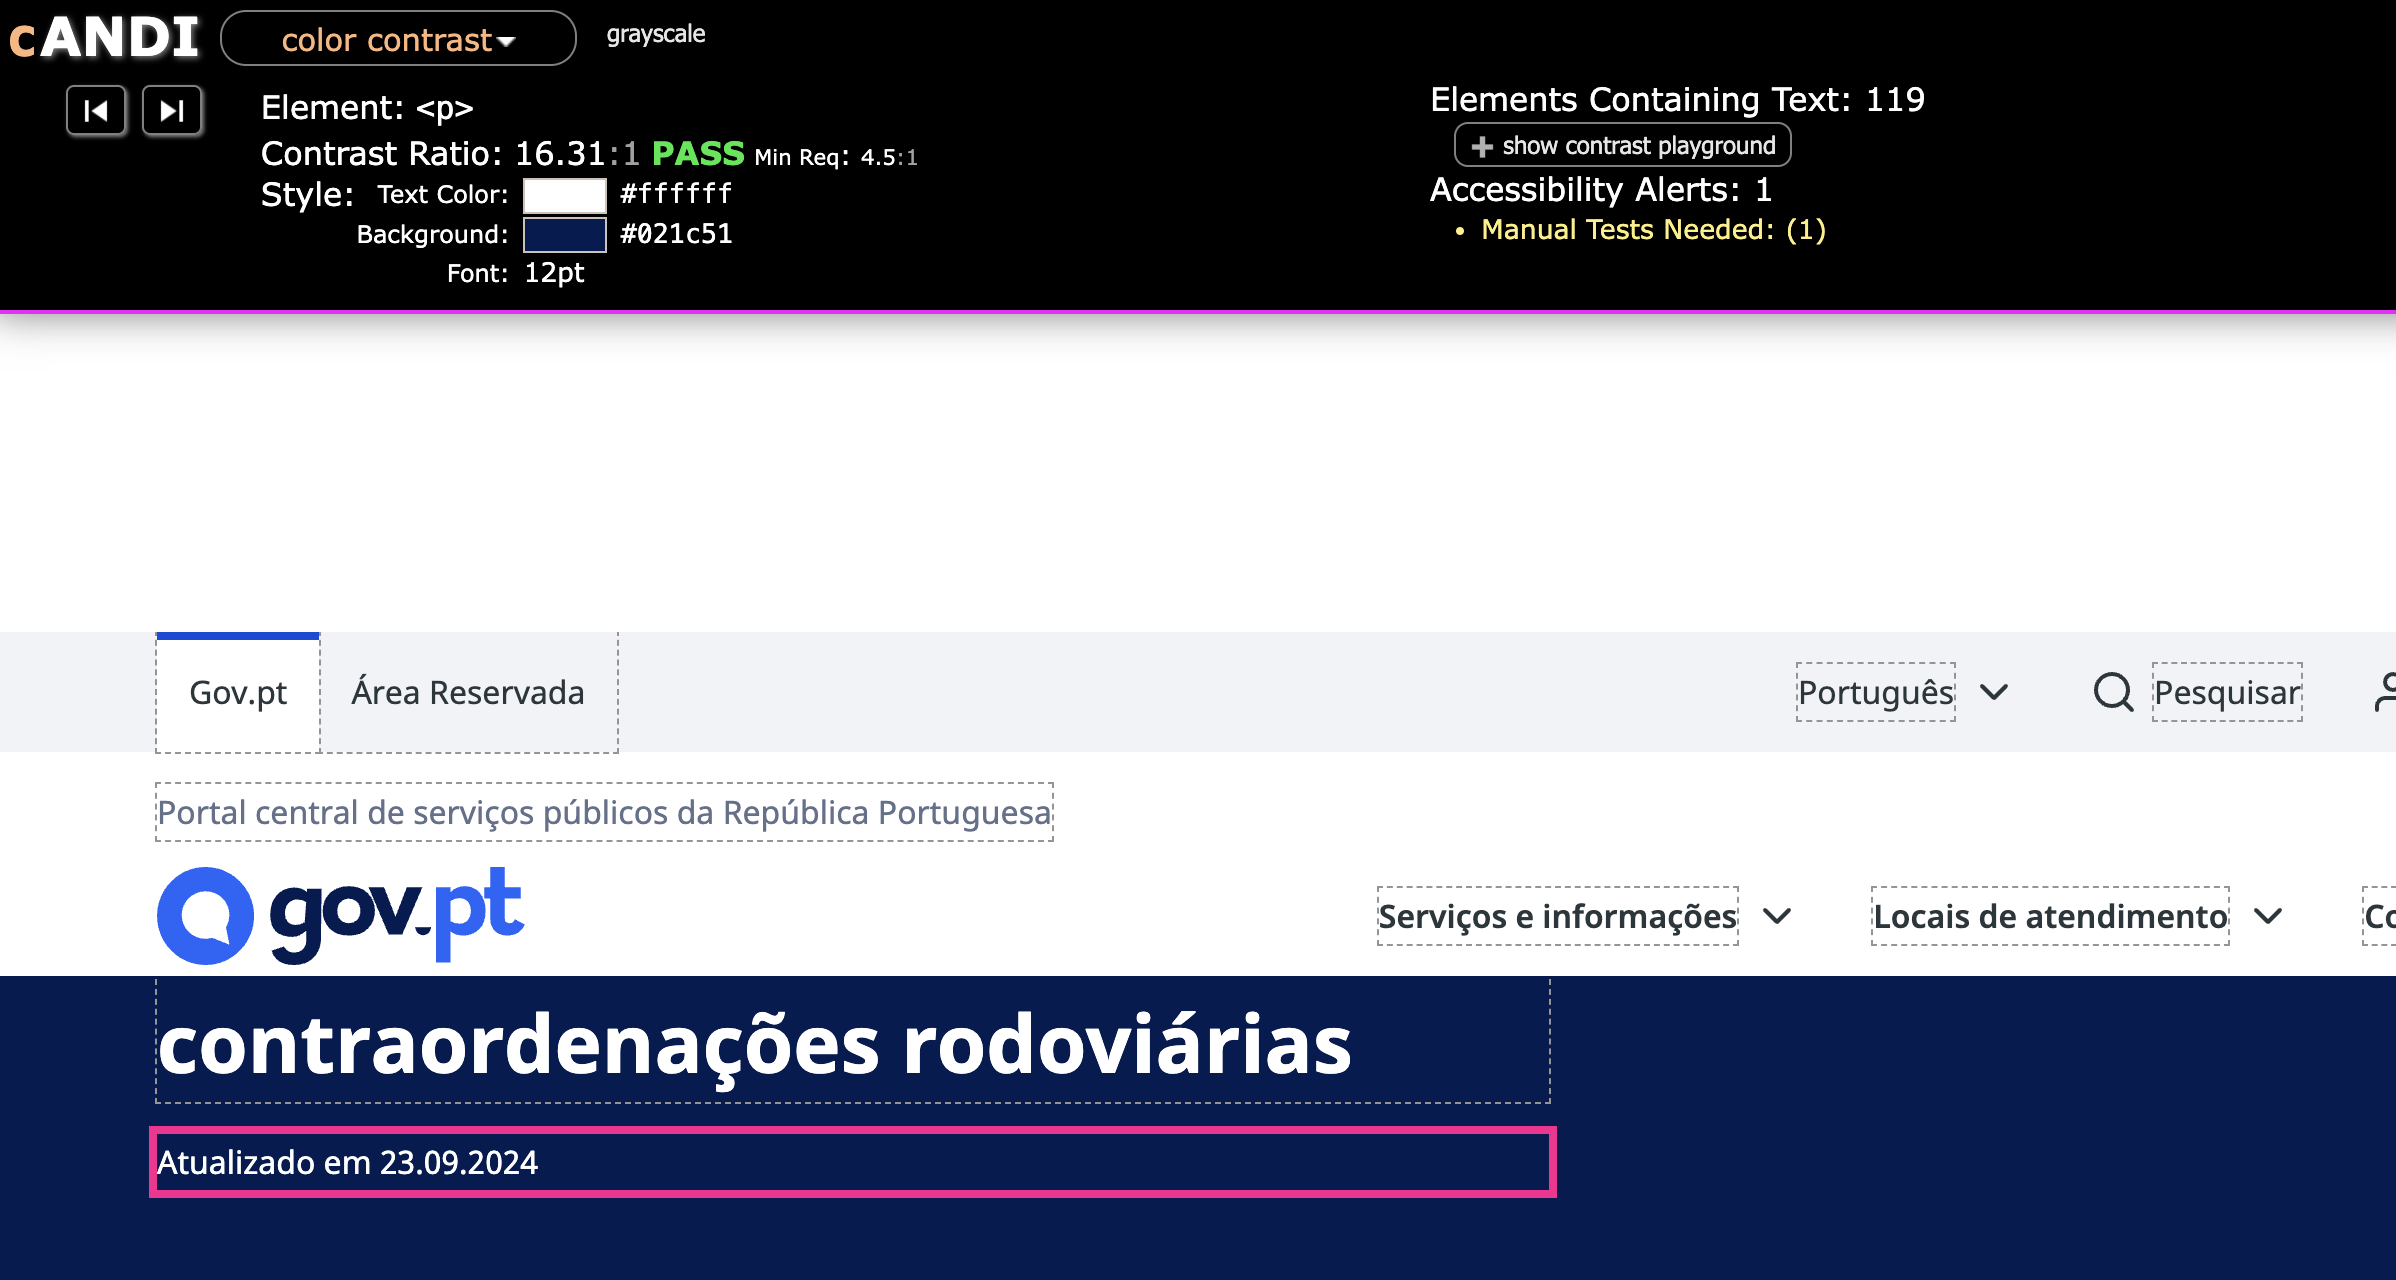 cANDI color contrast grayscale
Element: <p>
Contrast Ratio: 16.31:1 PASS Min Req: 4.5:1
Style: Text Color: #ffffff
Background: #021c51
Font: 12pt
Elements Containing Text: 119
show contrast playground
Accessibility Alerts: 1
• Manual Tests Needed: (1)
Gov.pt Área Reservada Português Pesquisar
Portal central de serviços públicos da República Portuguesa
gov.pt Serviços e informações Locais de atendimento
contraordenações rodoviárias
Atualizado em 23.09.2024